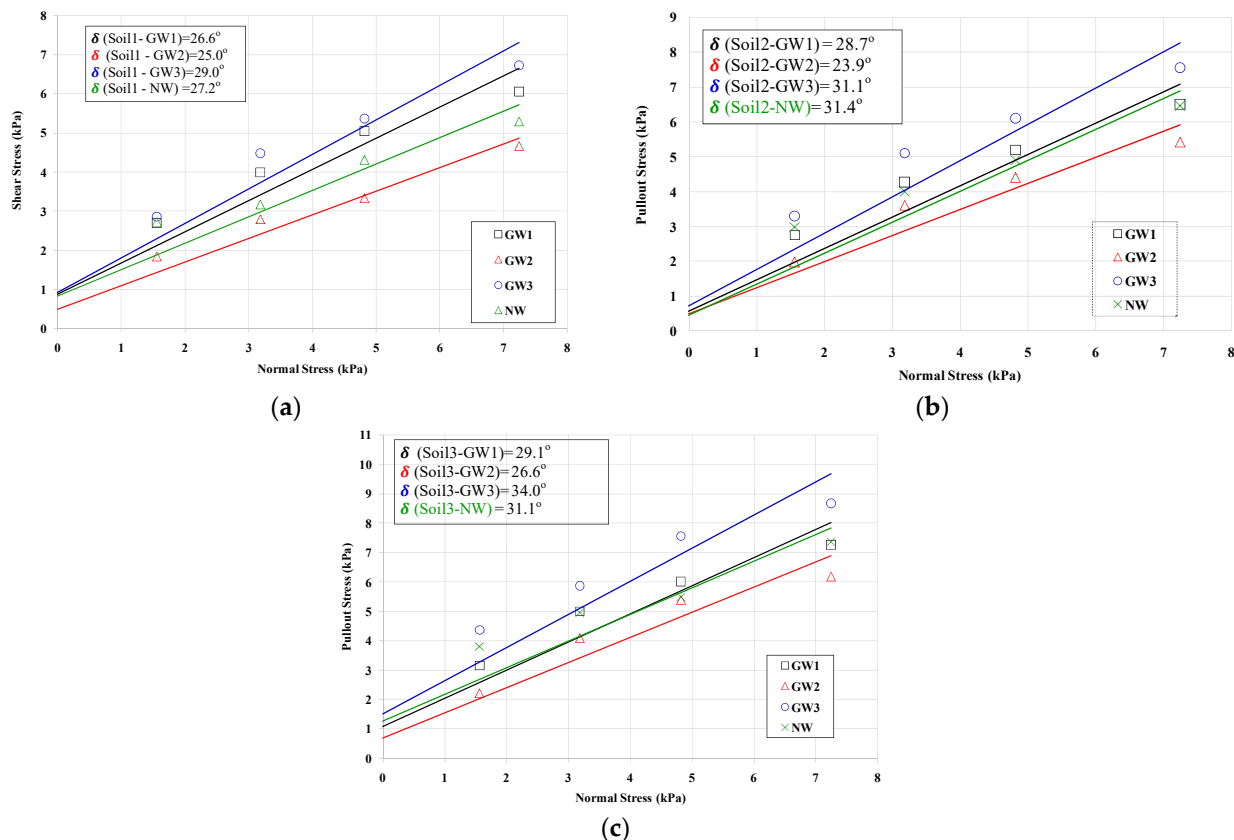 δ (Soil1- GW1)=26.6°
δ (Soil1 - GW2)=25.0°
δ (Soil1 - GW3)=29.0°
δ (Soil1 - NW) =27.2°
8
7
6
5
4
3
2
1
0
Shear Stress (kPa)
GW1
GW2
GW3
NW
0 1 2 3 4 5 6 7 8
Normal Stress (kPa)
(a)
δ (Soil2-GW1) = 28.7°
δ (Soil2-GW2) = 23.9°
δ (Soil2-GW3) = 31.1°
δ (Soil2-NW) = 31.4°
9
8
7
6
5
4
3
2
1
0
Pullout Stress (kPa)
GW1
GW2
GW3
NW
0 1 2 3 4 5 6 7 8
Normal Stress (kPa)
(b)
δ (Soil3-GW1)=29.1°
δ (Soil3-GW2)=26.6°
δ (Soil3-GW3)=34.0°
δ (Soil3-NW) = 31.1°
11
10
9
8
7
6
5
4
3
2
1
0
Pullout Stress (kPa)
GW1
GW2
GW3
NW
0 1 2 3 4 5 6 7 8
Normal Stress (kPa)
(c)